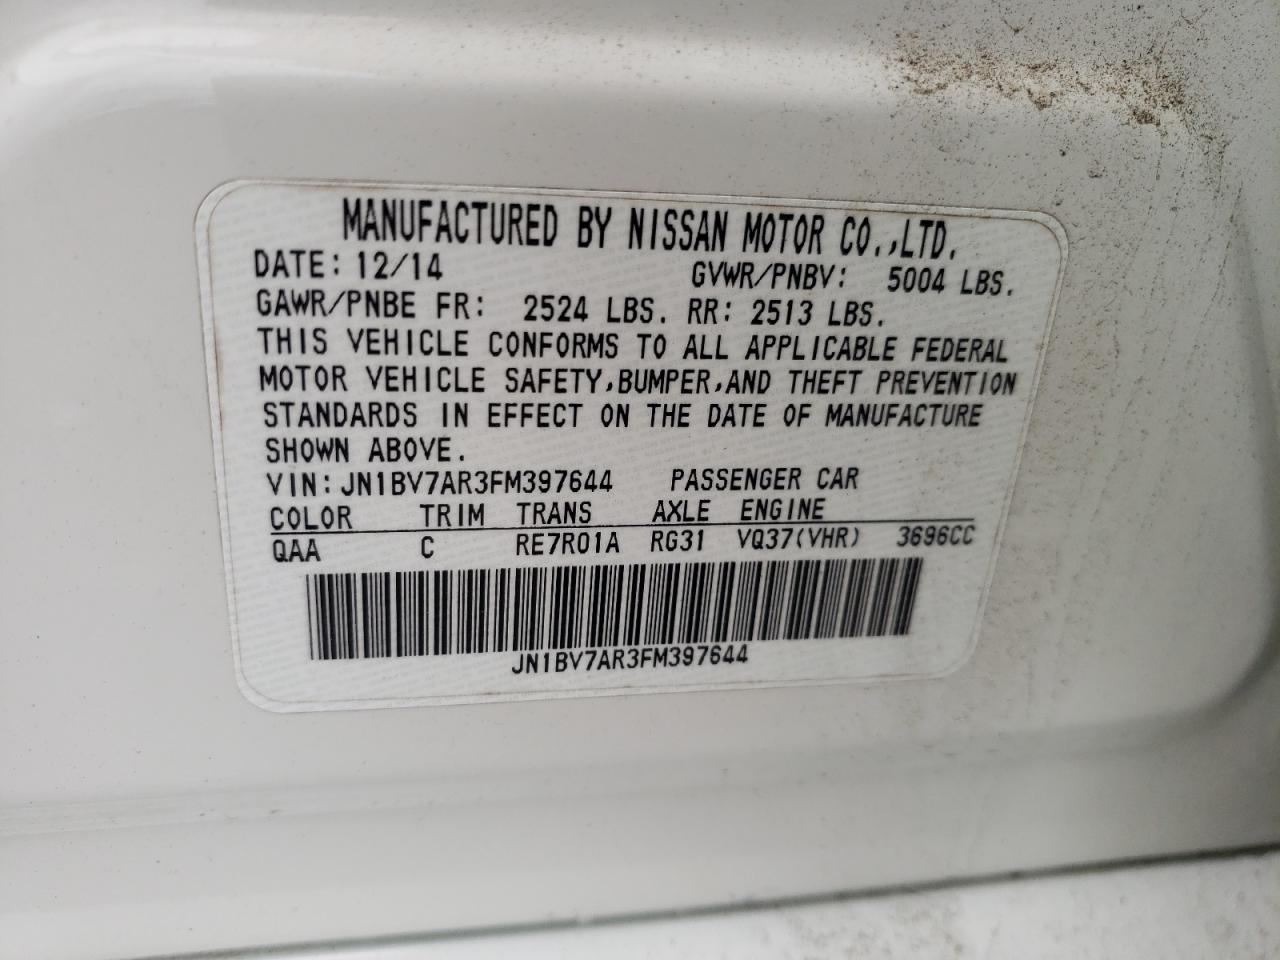 MANUFACTURED BY NISSAN MOTOR CO.,LTD.
DATE: 12/14 GVWR/PNBV: 5004 LBS.
GAWR/PNBE FR: 2524 LBS. RR: 2513 LBS.
THIS VEHICLE CONFORMS TO ALL APPLICABLE FEDERAL
MOTOR VEHICLE SAFETY,BUMPER,AND THEFT PREVENTION
STANDARDS IN EFFECT ON THE DATE OF MANUFACTURE
SHOWN ABOVE.
VIN: JN1BV7AR3FM397644 PASSENGER CAR
COLOR TRIM TRANS AXLE ENGINE
QAA C RE7R01A RG31 VQ37(VHR) 3696CC
JN1BV7AR3FM397644